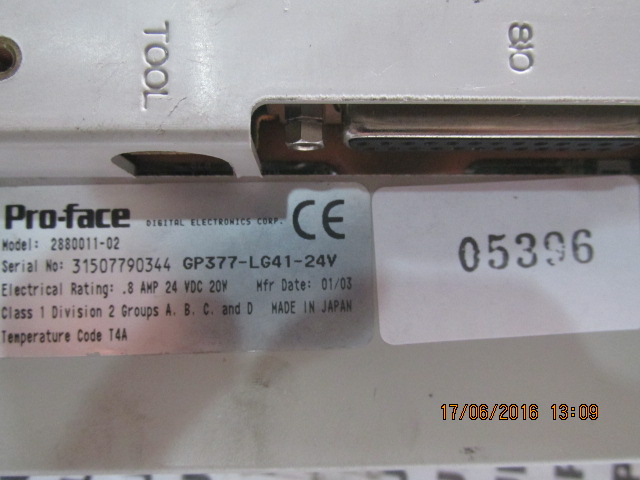 TOOL
SIO
Pro-face DIGITAL ELECTRONICS CORP. CE
Model: 2880011-02
Serial No: 31507790344 GP377-LG41-24V
Electrical Rating: .8 AMP 24 VDC 20W Mfr Date: 01/03
Class 1 Division 2 Groups A, B, C, and D MADE IN JAPAN
Temperature Code T4A
05396
17/06/2016 13:09